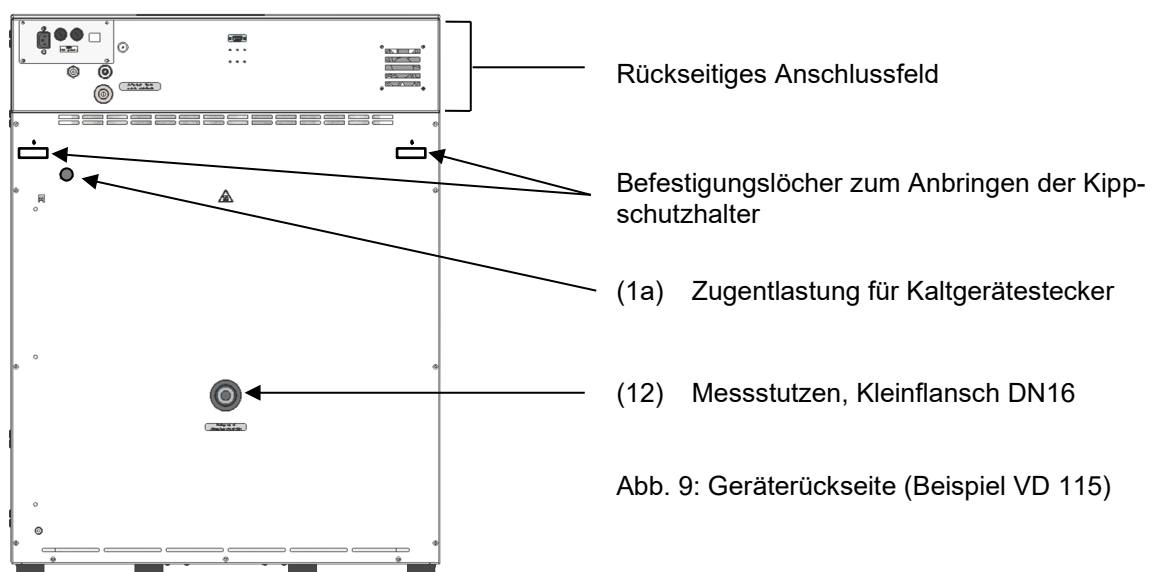 Rückseitiges Anschlussfeld
Befestigungslöcher zum Anbringen der Kipp-
schutzhalter
(1a) Zugentlastung für Kaltgerätestecker
(12) Messstutzen, Kleinflansch DN16
Abb. 9: Geräterückseite (Beispiel VD 115)